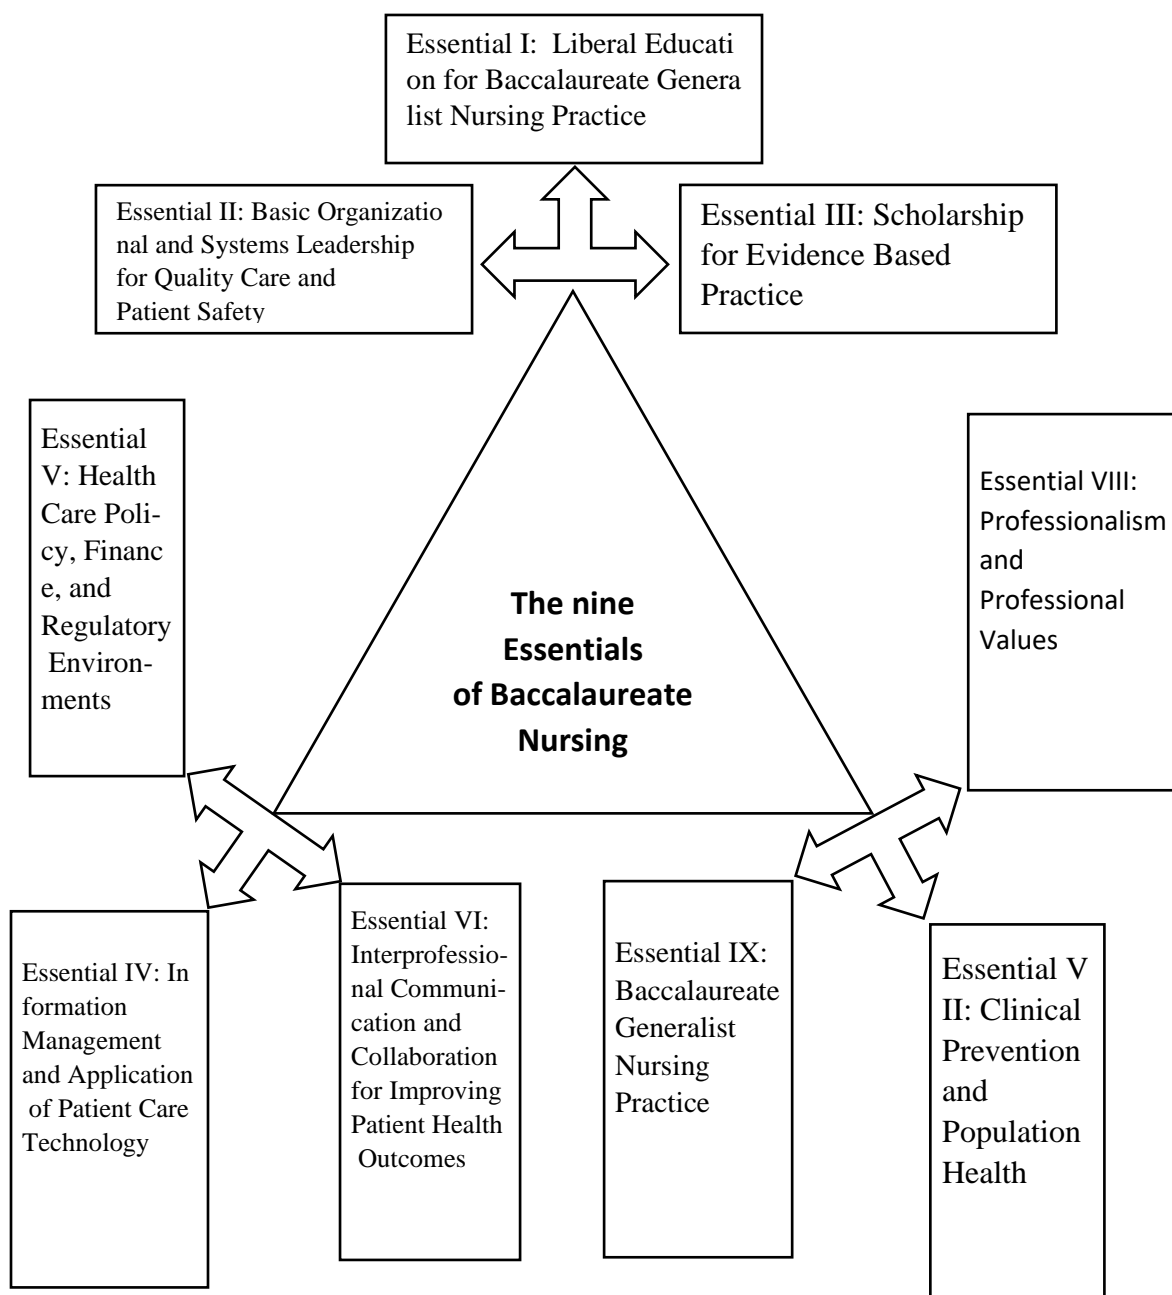 Essential I:  Liberal Educati
on for Baccalaureate Genera
list Nursing Practice
Essential II: Basic Organizatio
nal and Systems Leadership
for Quality Care and
Patient Safety
Essential III: Scholarship
for Evidence Based
Practice
Essential
V: Health
Care Poli-
cy, Financ
e, and
Regulatory
Environ-
ments
The nine
Essentials
of Baccalaureate
Nursing
Essential VIII:
Professionalism
and
Professional
Values
Essential IV: In
formation
Management
and Application
of Patient Care
Technology
Essential VI:
Interprofessio-
nal Communi-
cation and
Collaboration
for Improving
Patient Health
Outcomes
Essential IX:
Baccalaureate
Generalist
Nursing
Practice
Essential V
II: Clinical
Prevention
and
Population
Health